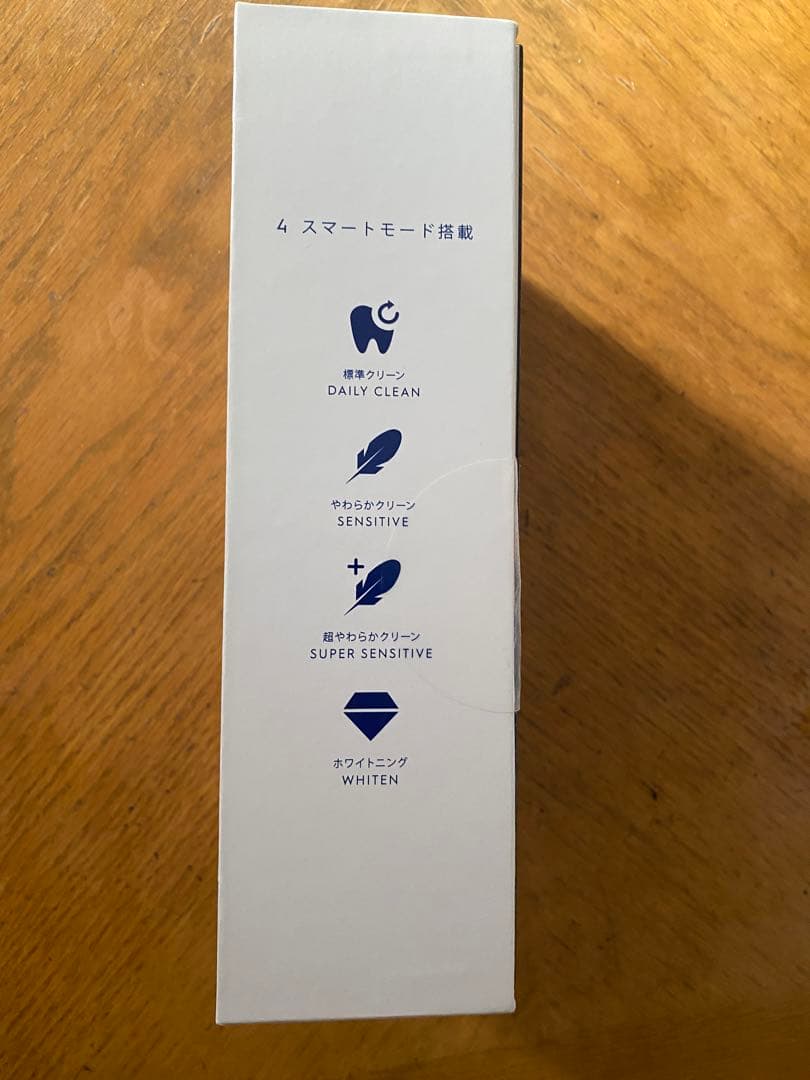 4 スマートモード搭載
標準クリーン
DAILY CLEAN
やわらかクリーン
SENSITIVE
超やわらかクリーン
SUPER SENSITIVE
ホワイトニング
WHITEN